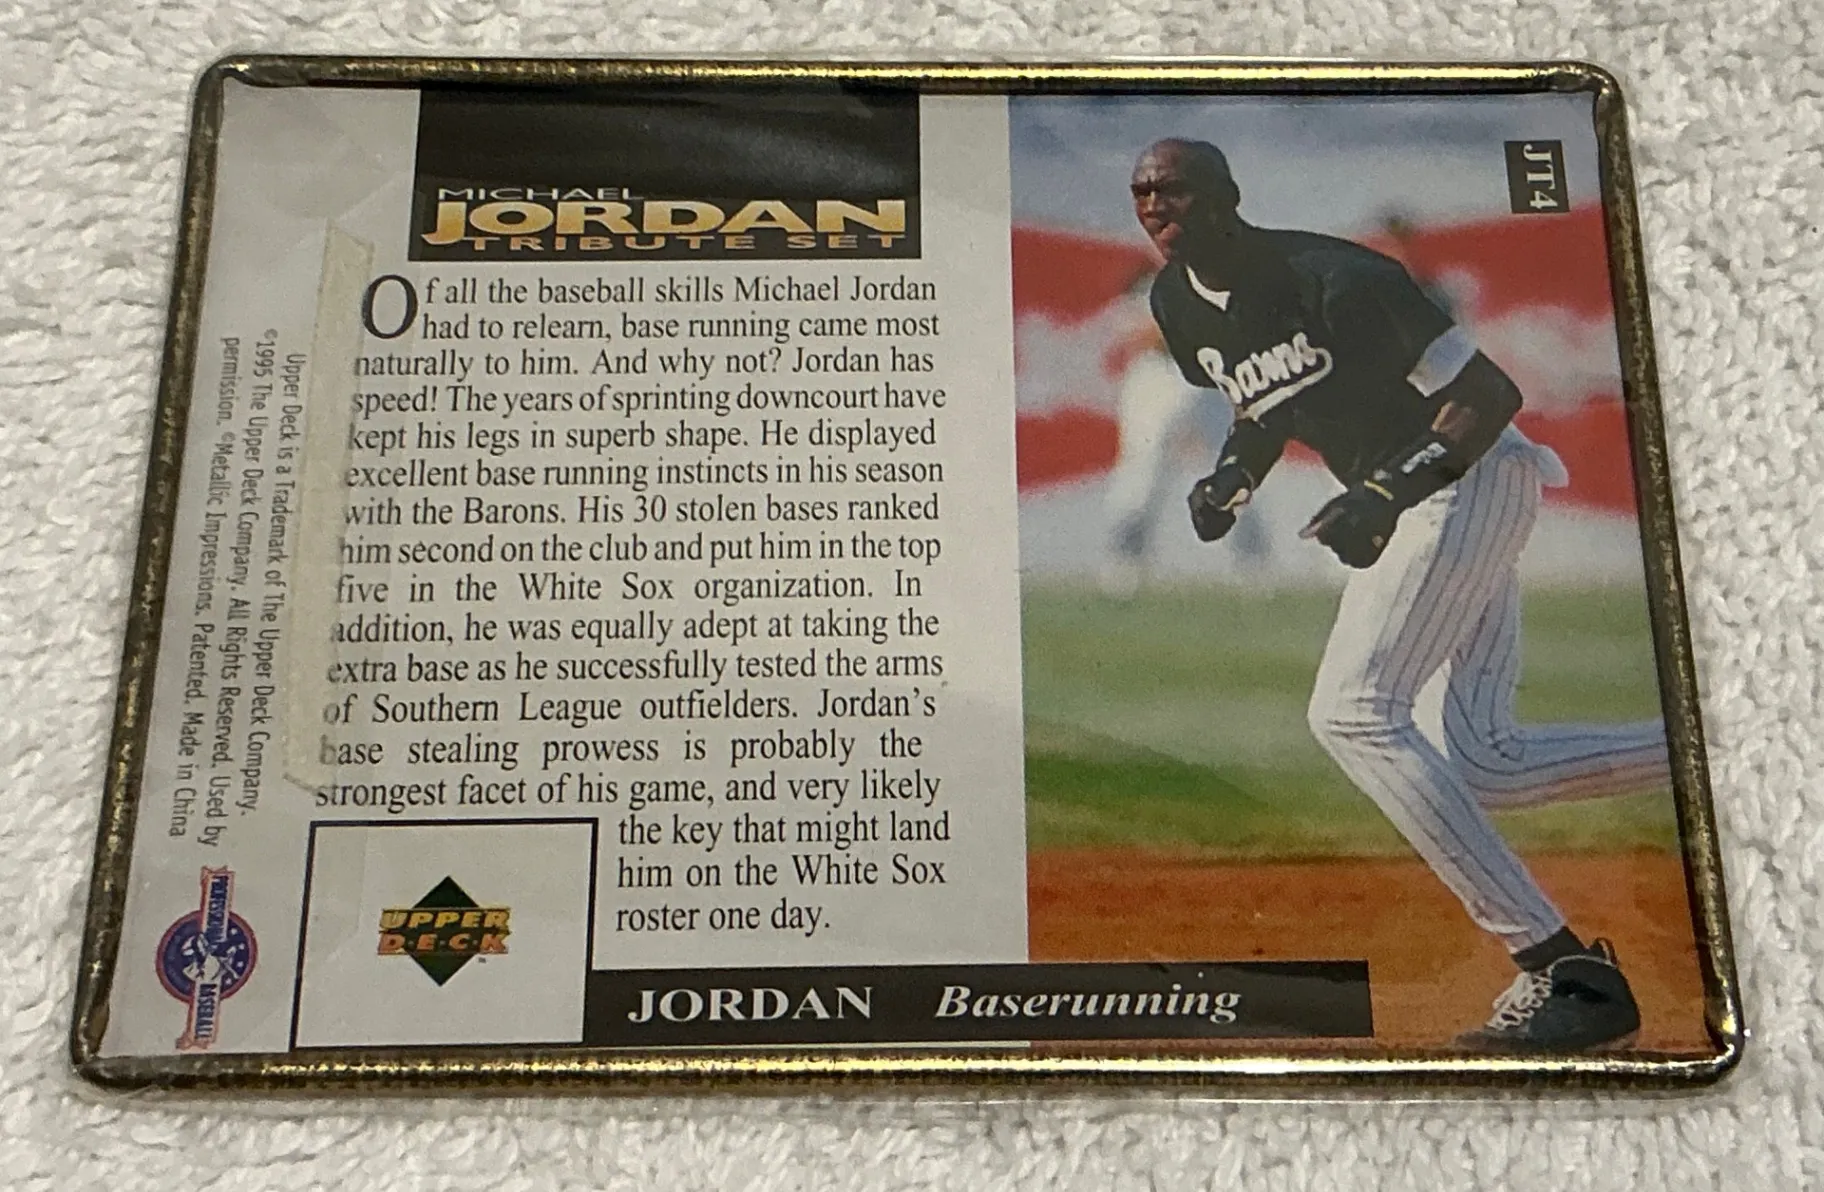 MICHAEL
JORDAN
TRIBUTE SET
JT4
Of all the baseball skills Michael Jordan
had to relearn, base running came most
naturally to him. And why not? Jordan has
speed! The years of sprinting downcourt have
kept his legs in superb shape. He displayed
excellent base running instincts in his season
with the Barons. His 30 stolen bases ranked
him second on the club and put him in the top
five in the White Sox organization. In
addition, he was equally adept at taking the
extra base as he successfully tested the arms
of Southern League outfielders. Jordan's
base stealing prowess is probably the
strongest facet of his game, and very likely
the key that might land
him on the White Sox
roster one day.
UPPER
D·E·C·K
JORDAN Baserunning
Upper Deck is a Trademark of The Upper Deck Company.
©1995 The Upper Deck Company. All Rights Reserved. Used by
permission. ©Metallic Impressions. Patented. Made in China
PROFESSIONAL
BASEBALL
Barons